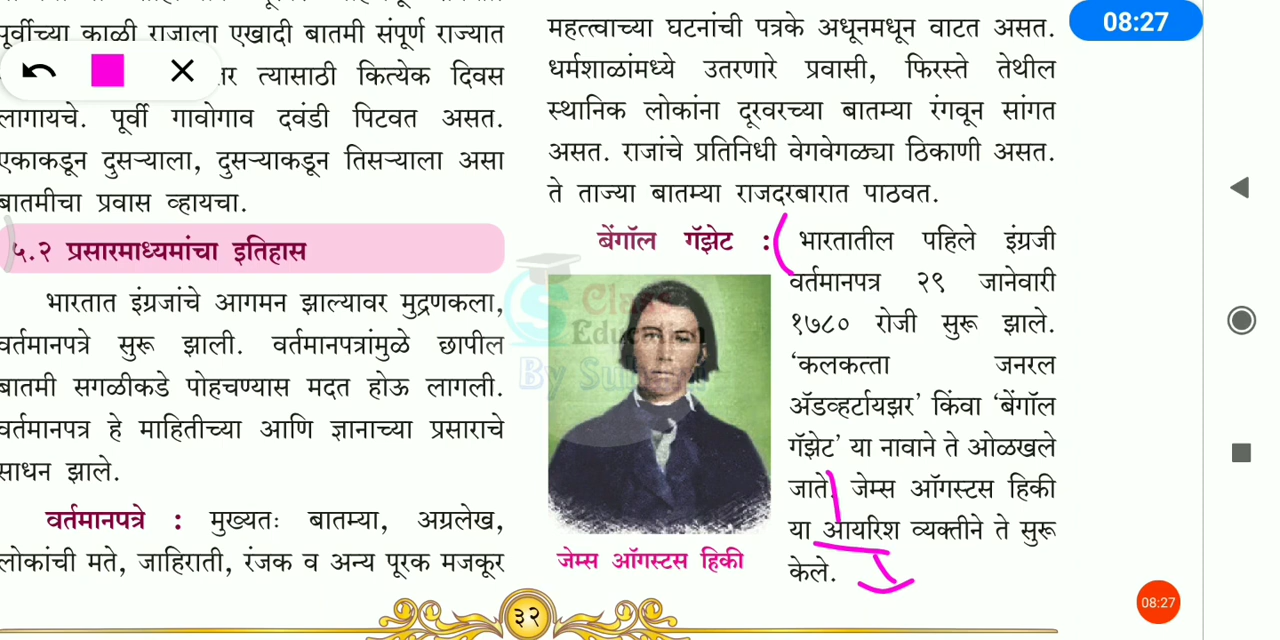 पूर्वीच्या काळी राजाला एखादी बातमी संपूर्ण राज्यात
त्यासाठी कित्येक दिवस
लागायचे. पूर्वी गावोगाव दवंडी पिटवत असत.
एकाकडून दुसऱ्याला, दुसऱ्याकडून तिसऱ्याला असा
बातमीचा प्रवास व्हायचा.
५.२ प्रसारमाध्यमांचा इतिहास
भारतात इंग्रजांचे आगमन झाल्यावर मुद्रणकला,
वर्तमानपत्रे सुरू झाली. वर्तमानपत्रांमुळे छापील
बातमी सगळीकडे पोहचण्यास मदत होऊ लागली.
वर्तमानपत्र हे माहितीच्या आणि ज्ञानाच्या प्रसाराचे
साधन झाले.
वर्तमानपत्रे : मुख्यतः बातम्या, अग्रलेख,
लोकांची मते, जाहिराती, रंजक व अन्य पूरक मजकूर
महत्त्वाच्या घटनांची पत्रके अधूनमधून वाटत असत.
धर्मशाळांमध्ये उतरणारे प्रवासी, फिरस्ते तेथील
स्थानिक लोकांना दूरवरच्या बातम्या रंगवून सांगत
असत. राजांचे प्रतिनिधी वेगवेगळ्या ठिकाणी असत.
ते ताज्या बातम्या राजदरबारात पाठवत.
बेंगॉल गॅझेट : भारतातील पहिले इंग्रजी
वर्तमानपत्र २९ जानेवारी
१७८० रोजी सुरू झाले.
‘कलकत्ता जनरल
ॲडव्हर्टायझर’ किंवा ‘बेंगॉल
गॅझेट’ या नावाने ते ओळखले
जाते. जेम्स ऑगस्टस हिकी
या आयरिश व्यक्तीने ते सुरू
केले.
जेम्स ऑगस्टस हिकी
३२
08:27
08:27